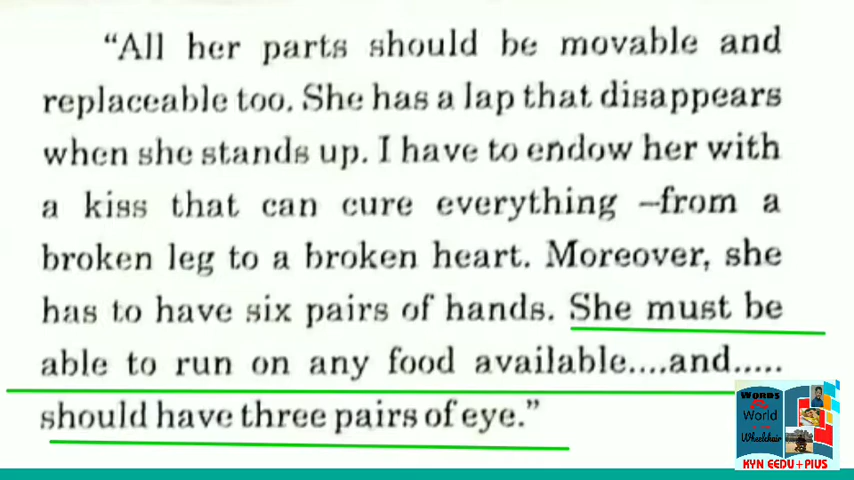 “All her parts should be movable and
replaceable too. She has a lap that disappears
when she stands up. I have to endow her with
a kiss that can cure everything –from a
broken leg to a broken heart. Moreover, she
has to have six pairs of hands. She must be
able to run on any food available....and.....
should have three pairs of eye.”
Words
World
Wheelchair
KYN EEDU+PIUS